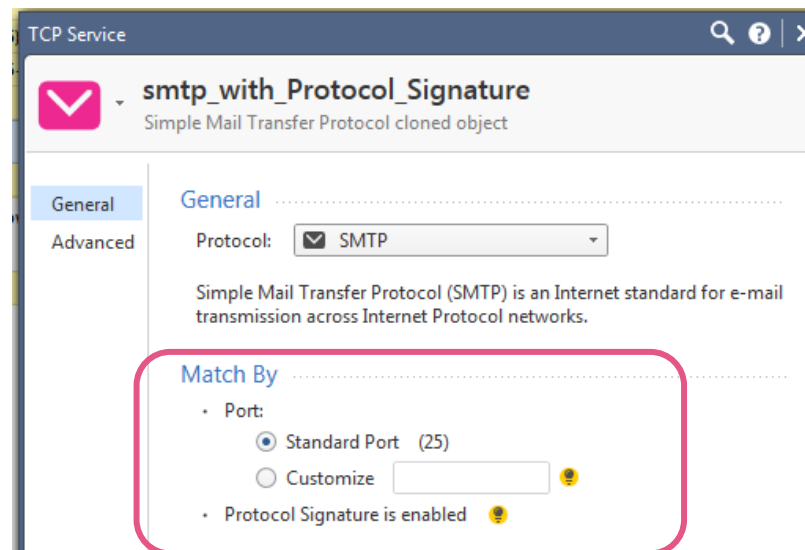 TCP Service
smtp_with_Protocol_Signature
Simple Mail Transfer Protocol cloned object
General
Advanced
General
Protocol: SMTP
Simple Mail Transfer Protocol (SMTP) is an Internet standard for e-mail
transmission across Internet Protocol networks.
Match By
Port:
Standard Port (25)
Customize
Protocol Signature is enabled